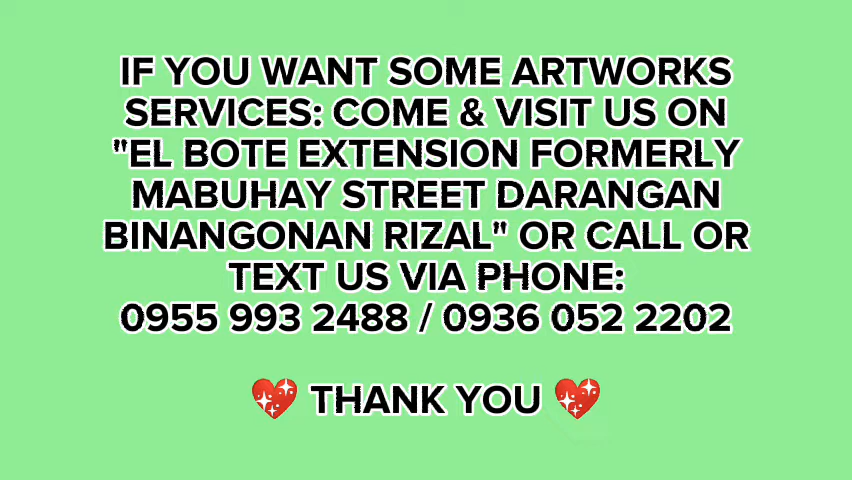 IF YOU WANT SOME ARTWORKS
SERVICES: COME & VISIT US ON
"EL BOTE EXTENSION FORMERLY
MABUHAY STREET DARANGAN
BINANGONAN RIZAL" OR CALL OR
TEXT US VIA PHONE:
0955 993 2488 / 0936 052 2202
💖 THANK YOU 💖